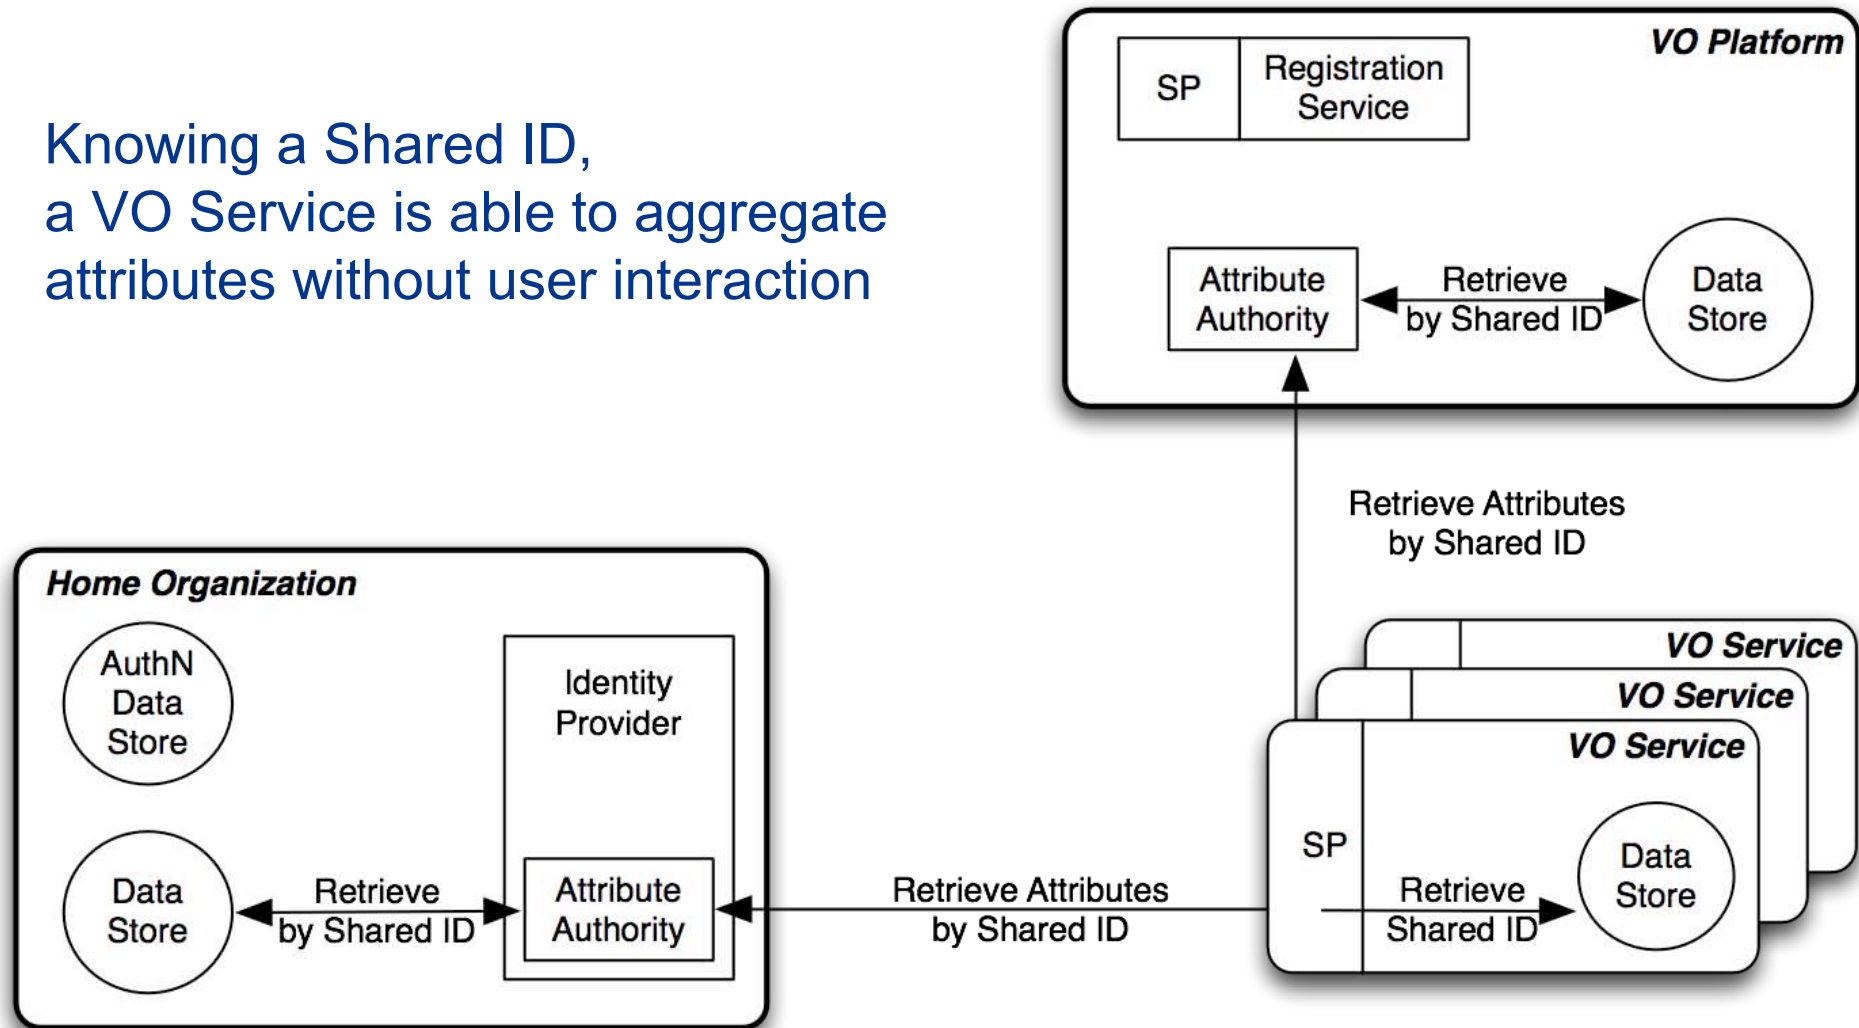 Knowing a Shared ID,
a VO Service is able to aggregate
attributes without user interaction
VO Platform
SP
Registration
Service
Attribute
Authority
Retrieve
by Shared ID
Data
Store
Retrieve Attributes
by Shared ID
Home Organization
AuthN
Data
Store
Identity
Provider
Data
Store
Retrieve
by Shared ID
Attribute
Authority
Retrieve Attributes
by Shared ID
VO Service
VO Service
VO Service
SP
Retrieve
Shared ID
Data
Store